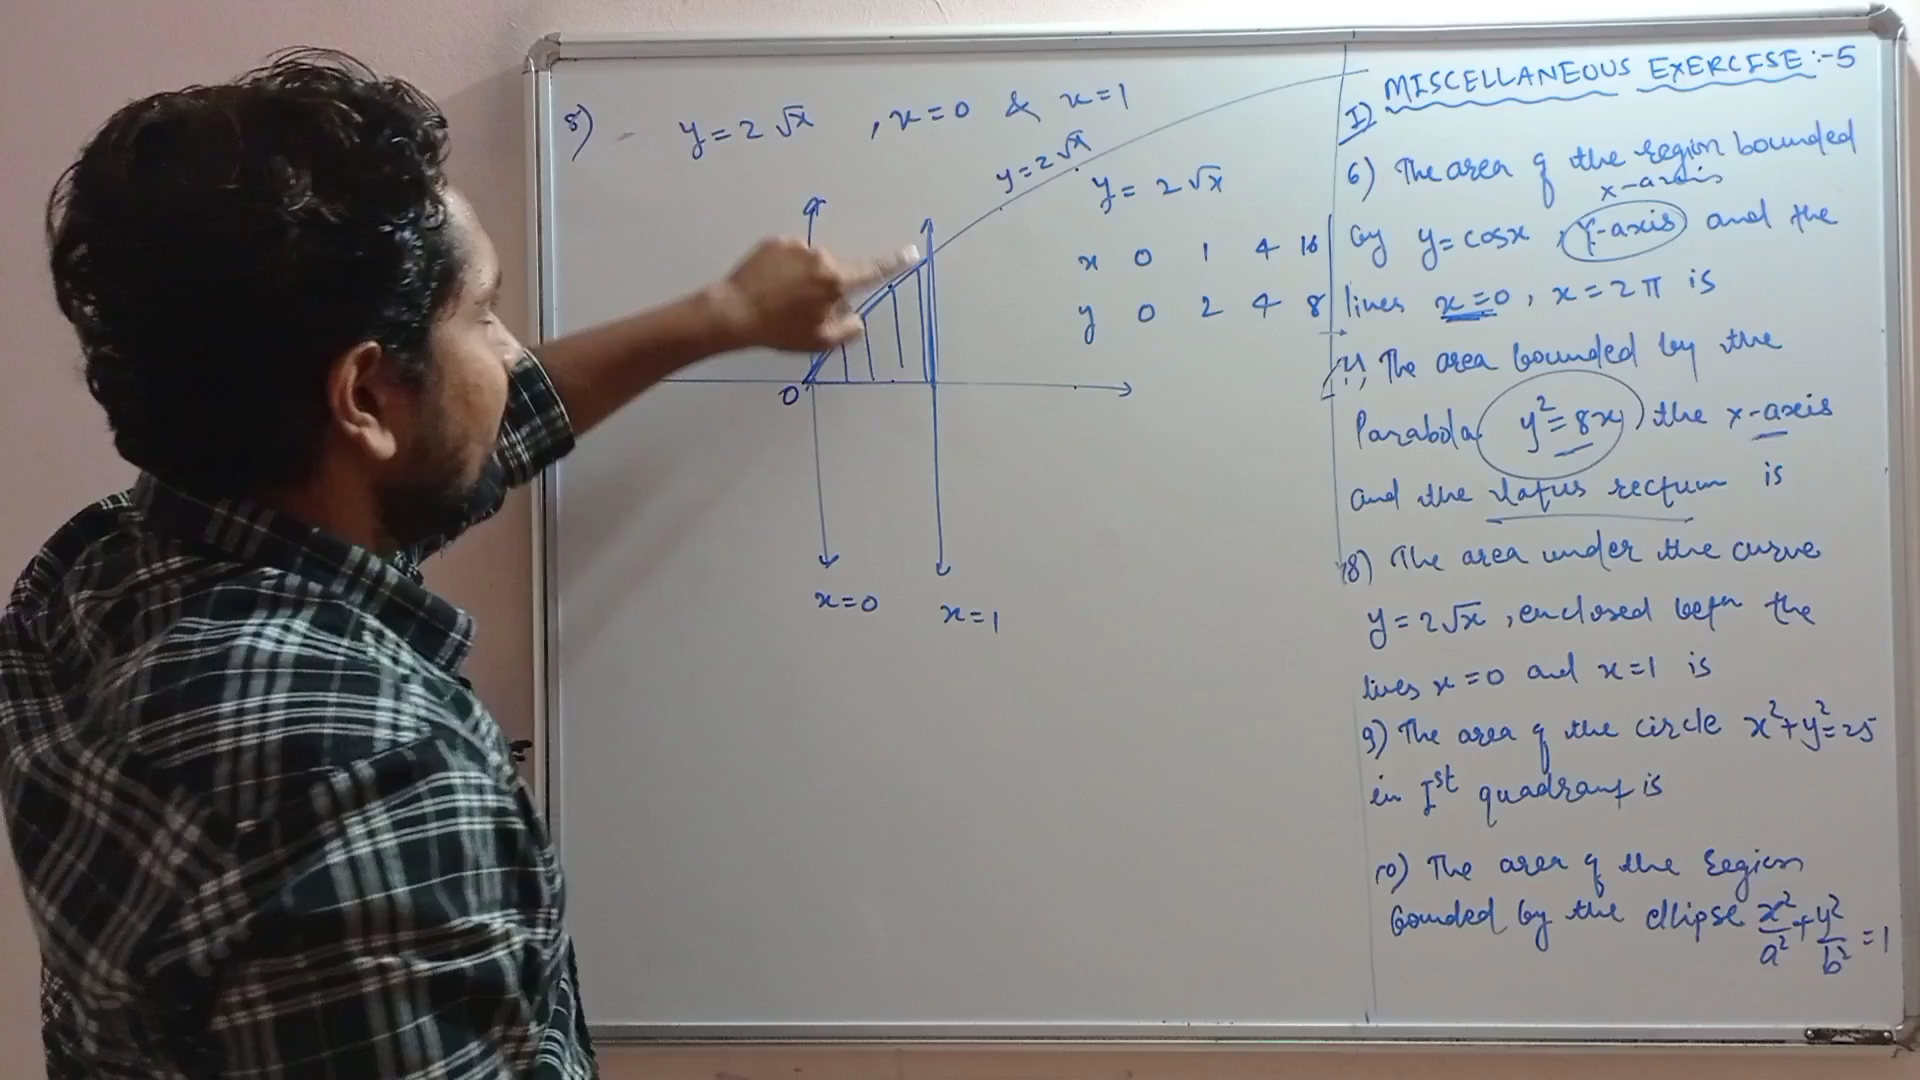 8) y = 2√x , x = 0 & x = 1
y = 2√x
y = 2√x
x 0 1 4 16
y 0 2 4 8
0
x = 0
x = 1
MISCELLANEOUS EXERCISE :- 5
I)
6) The area of the region bounded
x-axis
by y = cosx , Y-axis and the
lines x = 0 , x = 2π is
The area bounded by the
Parabola y² = 8x, the x-axis
and the latus rectum is
8) The area under the curve
y = 2√x , enclosed betn the
lines x = 0 and x = 1 is
9) The area of the circle x² + y² = 25
in Ist quadrant is
10) The area of the region
bounded by the ellipse x²/a² + y²/b² = 1